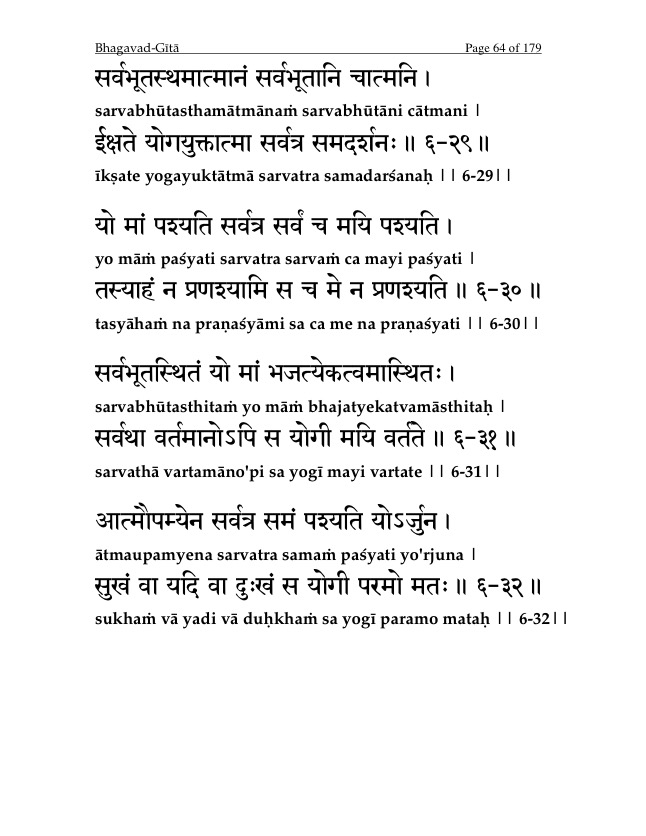 Bhagavad-Gītā Page 64 of 179
सर्वभूतस्थमात्मानं सर्वभूतानि चात्मनि ।
sarvabhūtasthamātmānaṁ sarvabhūtāni cātmani |
ईक्षते योगयुक्तात्मा सर्वत्र समदर्शनः ॥ ६-२९॥
īkṣate yogayuktātmā sarvatra samadarśanaḥ || 6-29||
यो मां पश्यति सर्वत्र सर्वं च मयि पश्यति ।
yo māṁ paśyati sarvatra sarvaṁ ca mayi paśyati |
तस्याहं न प्रणश्यामि स च मे न प्रणश्यति ॥ ६-३० ॥
tasyāhaṁ na praṇaśyāmi sa ca me na praṇaśyati || 6-30||
सर्वभूतस्थितं यो मां भजत्येकत्वमास्थितः ।
sarvabhūtasthitaṁ yo māṁ bhajatyekatvamāsthitaḥ |
सर्वथा वर्तमानोऽपि स योगी मयि वर्तते ॥ ६-३१ ॥
sarvathā vartamāno'pi sa yogī mayi vartate || 6-31||
आत्मौपम्येन सर्वत्र समं पश्यति योऽर्जुन ।
ātmaupamyena sarvatra samaṁ paśyati yo'rjuna |
सुखं वा यदि वा दुःखं स योगी परमो मतः ॥ ६-३२ ॥
sukhaṁ vā yadi vā duḥkhaṁ sa yogī paramo mataḥ || 6-32||